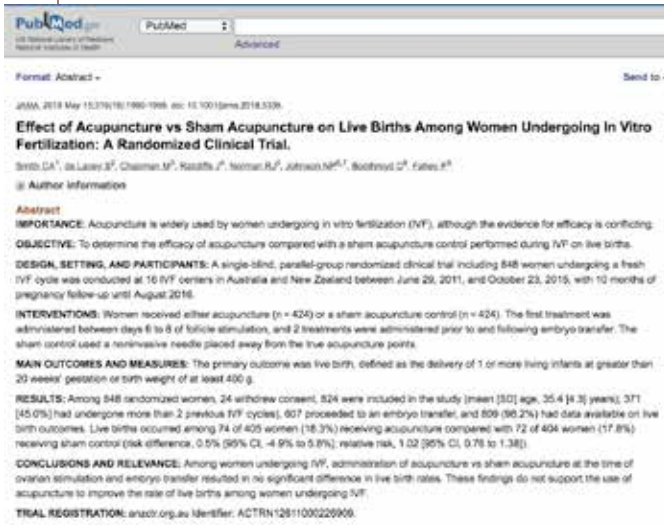 PubMed.gov
PubMed
US National Library of Medicine
National Institutes of Health
Advanced
Format: Abstract
Send to
JAMA. 2018 May 15;319(19):1990-1998. doi: 10.1001/jama.2018.5336.
Effect of Acupuncture vs Sham Acupuncture on Live Births Among Women Undergoing In Vitro
Fertilization: A Randomized Clinical Trial.
Smith CA1, de Lacey S2, Chapman M3, Ratcliffe J4, Norman RJ5, Johnson NP6,7, Boothroyd C8, Fahey P9.
Author information
Abstract
IMPORTANCE: Acupuncture is widely used by women undergoing in vitro fertilization (IVF), although the evidence for efficacy is conflicting.
OBJECTIVE: To determine the efficacy of acupuncture compared with a sham acupuncture control performed during IVF on live births.
DESIGN, SETTING, AND PARTICIPANTS: A single-blind, parallel-group randomized clinical trial including 848 women undergoing a fresh
IVF cycle was conducted at 16 IVF centers in Australia and New Zealand between June 29, 2011, and October 23, 2015, with 10 months of
pregnancy follow-up until August 2016.
INTERVENTIONS: Women received either acupuncture (n = 424) or a sham acupuncture control (n = 424). The first treatment was
administered between days 6 to 8 of follicle stimulation, and 2 treatments were administered prior to and following embryo transfer. The
sham control used a noninvasive needle placed away from the true acupuncture points.
MAIN OUTCOMES AND MEASURES: The primary outcome was live birth, defined as the delivery of 1 or more living infants at greater than
20 weeks' gestation or birth weight of at least 400 g.
RESULTS: Among 848 randomized women, 24 withdrew consent, 824 were included in the study (mean [SD] age, 35.4 [4.3] years); 371
[45.0%] had undergone more than 2 previous IVF cycles), 607 proceeded to an embryo transfer, and 809 (98.2%) had data available on live
birth outcomes. Live births occurred among 74 of 405 women (18.3%) receiving acupuncture compared with 72 of 404 women (17.8%)
receiving sham control (risk difference, 0.5% [95% CI, -4.9% to 5.8%]; relative risk, 1.02 [95% CI, 0.76 to 1.38]).
CONCLUSIONS AND RELEVANCE: Among women undergoing IVF, administration of acupuncture vs sham acupuncture at the time of
ovarian stimulation and embryo transfer resulted in no significant difference in live birth rates. These findings do not support the use of
acupuncture to improve the rate of live births among women undergoing IVF.
TRIAL REGISTRATION: anzctr.org.au Identifier: ACTRN12611000226909.